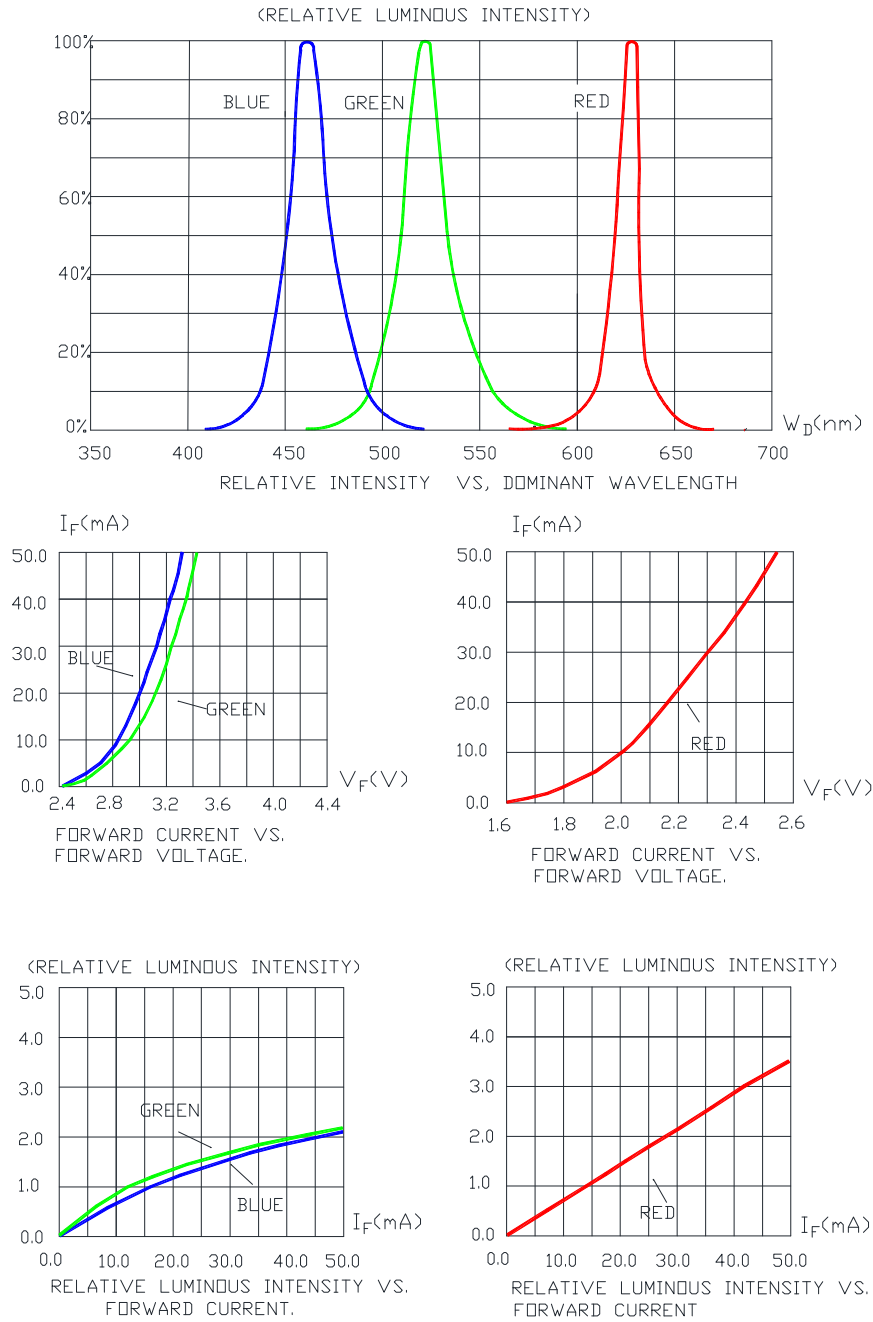 (RELATIVE LUMINOUS INTENSITY)
100%
80%
60%
40%
20%
0%
BLUE
GREEN
RED
W_D(nm)
350 400 450 500 550 600 650 700
RELATIVE INTENSITY VS, DOMINANT WAVELENGTH
I_F(mA)
50.0
40.0
30.0
20.0
10.0
0.0
BLUE
GREEN
V_F(V)
2.4 2.8 3.2 3.6 4.0 4.4
FORWARD CURRENT VS.
FORWARD VOLTAGE.
I_F(mA)
50.0
40.0
30.0
20.0
10.0
0.0
RED
V_F(V)
1.6 1.8 2.0 2.2 2.4 2.6
FORWARD CURRENT VS.
FORWARD VOLTAGE.
(RELATIVE LUMINOUS INTENSITY)
5.0
4.0
3.0
2.0
1.0
0.0
GREEN
BLUE
I_F(mA)
0.0 10.0 20.0 30.0 40.0 50.0
RELATIVE LUMINOUS INTENSITY VS.
FORWARD CURRENT.
(RELATIVE LUMINOUS INTENSITY)
5.0
4.0
3.0
2.0
1.0
0.0
RED
I_F(mA)
0.0 10.0 20.0 30.0 40.0 50.0
RELATIVE LUMINOUS INTENSITY VS.
FORWARD CURRENT